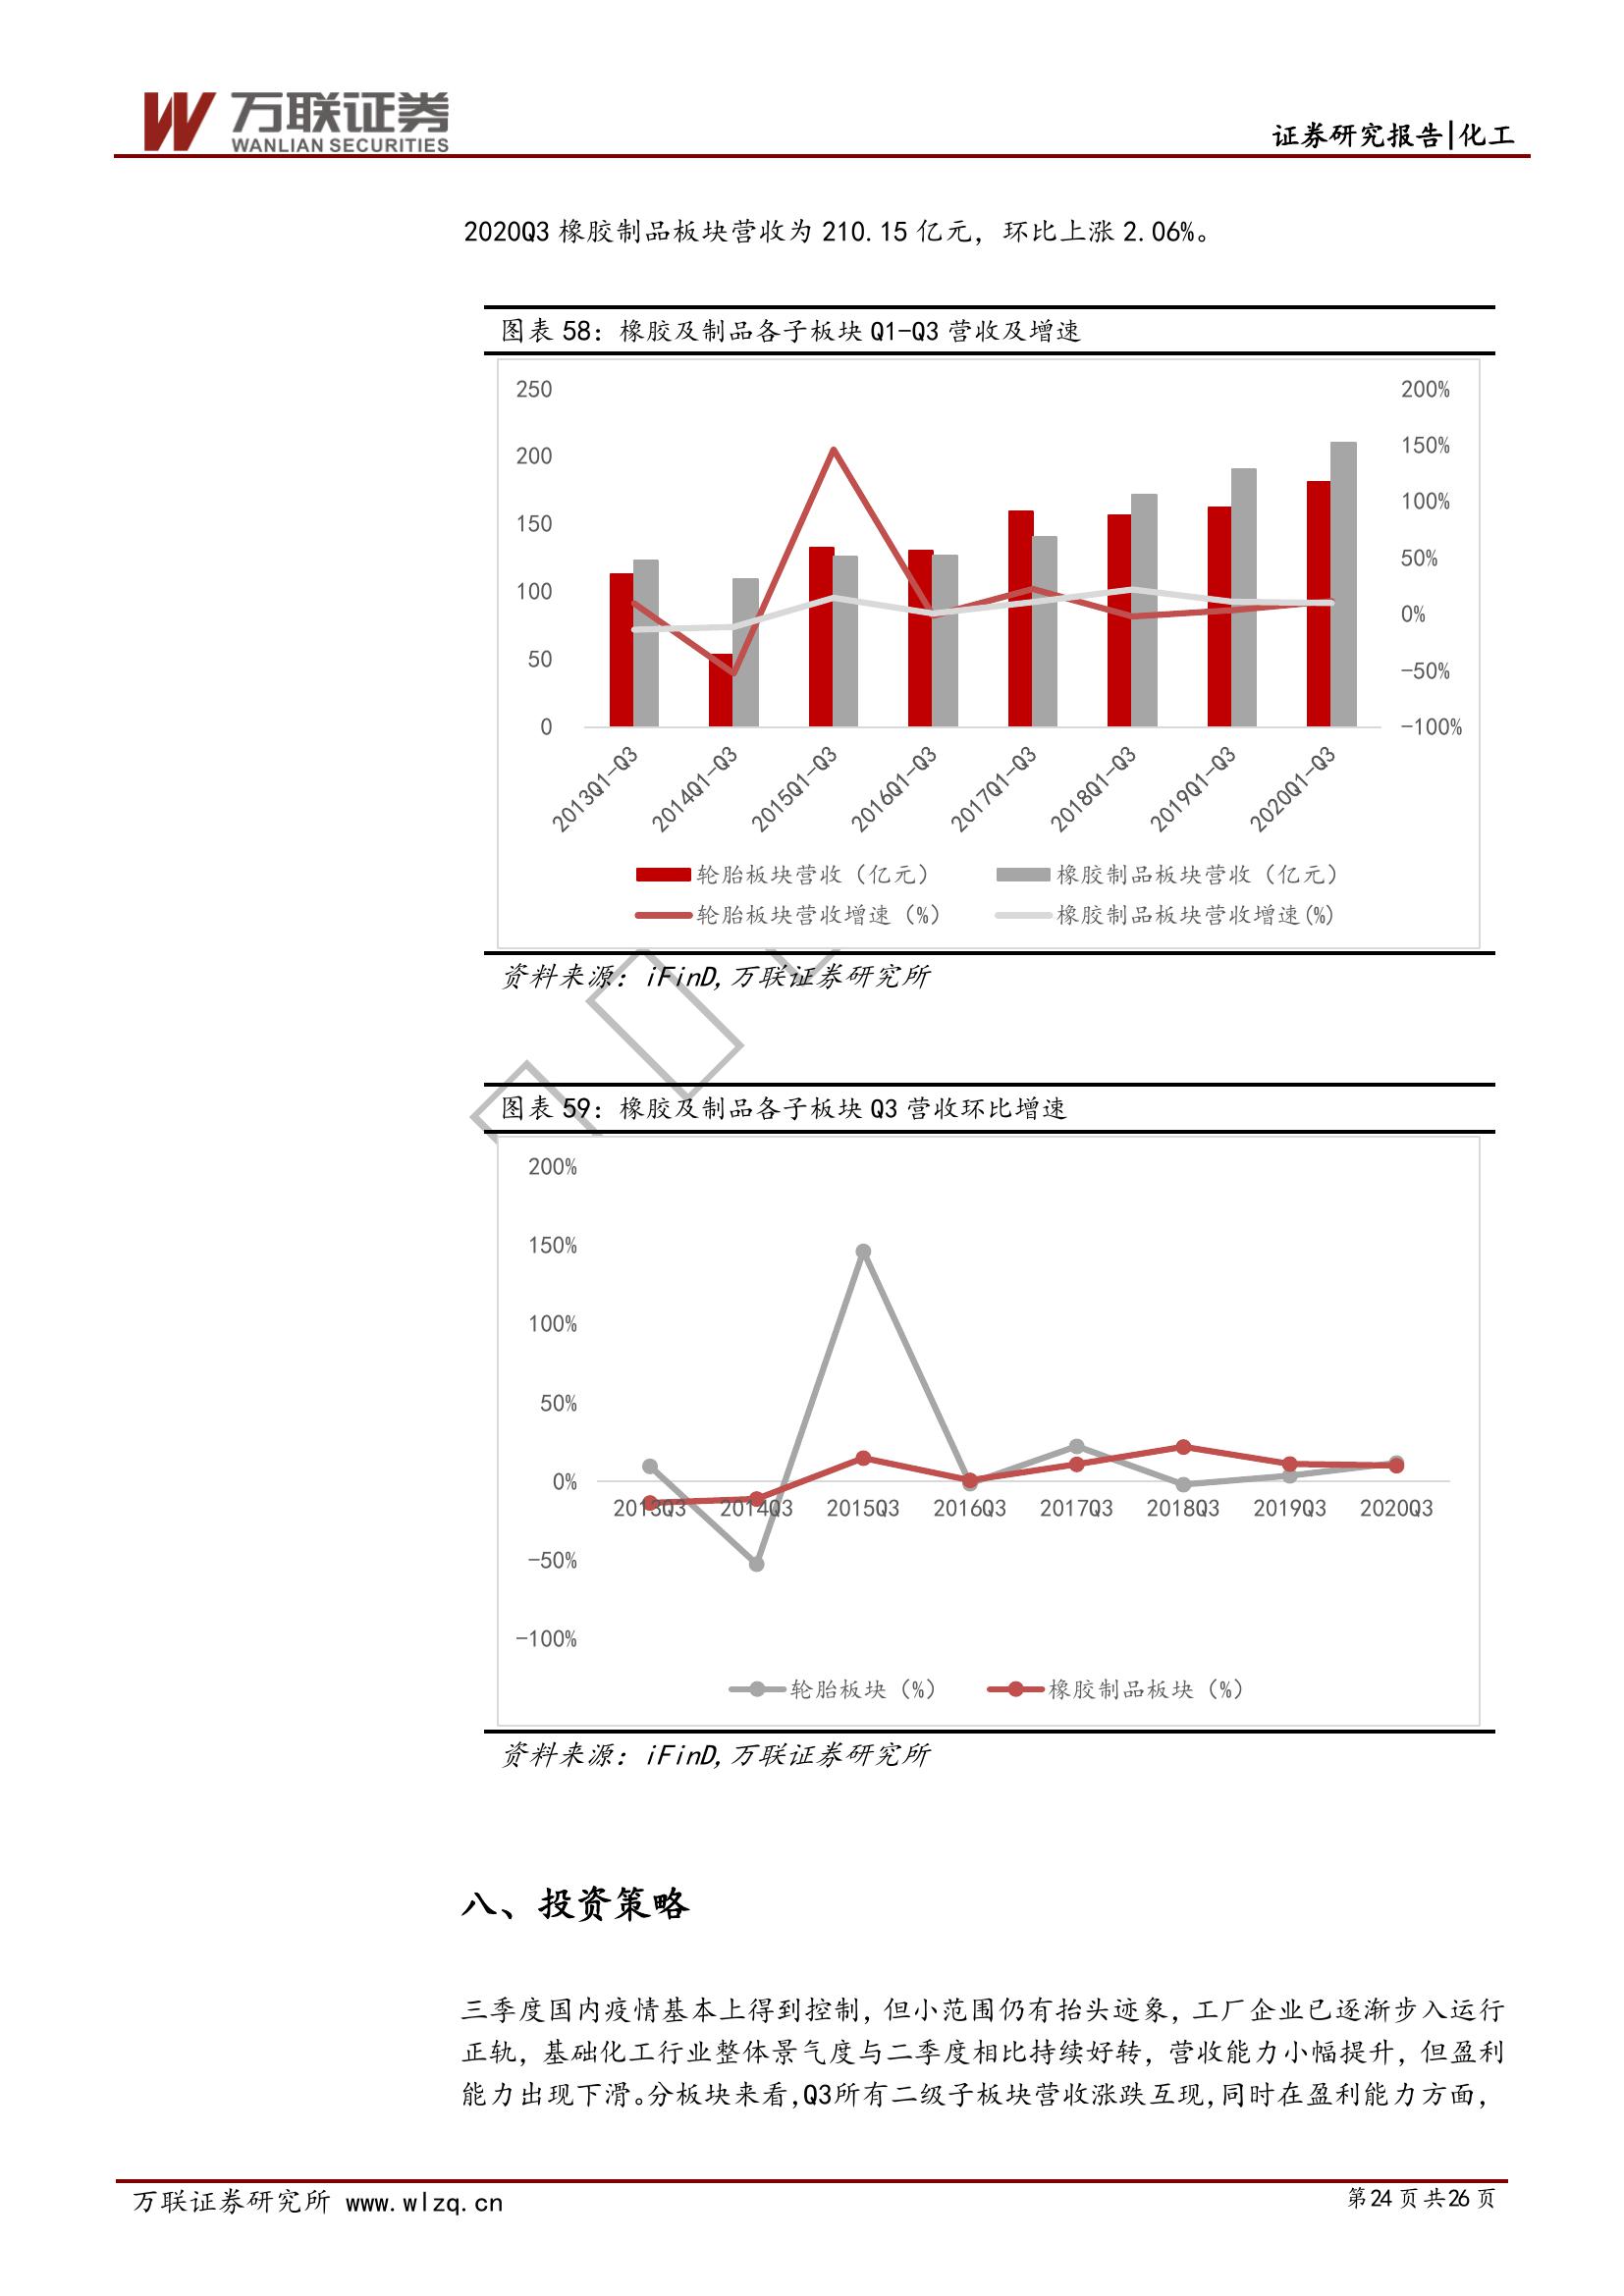 万联证券
WANLIAN SECURITIES
证券研究报告|化工
2020Q3 橡胶制品板块营收为 210.15 亿元，环比上涨 2.06%。
图表 58：橡胶及制品各子板块 Q1-Q3 营收及增速
250
200
150
100
50
0
200%
150%
100%
50%
0%
-50%
-100%
2013Q1-Q3
2014Q1-Q3
2015Q1-Q3
2016Q1-Q3
2017Q1-Q3
2018Q1-Q3
2019Q1-Q3
2020Q1-Q3
轮胎板块营收（亿元）
橡胶制品板块营收（亿元）
轮胎板块营收增速（%）
橡胶制品板块营收增速(%)
资料来源：iFinD,万联证券研究所
图表 59：橡胶及制品各子板块 Q3 营收环比增速
200%
150%
100%
50%
0%
-50%
-100%
2013Q3 2014Q3 2015Q3 2016Q3 2017Q3 2018Q3 2019Q3 2020Q3
轮胎板块（%） 橡胶制品板块（%）
资料来源：iFinD,万联证券研究所
八、投资策略
三季度国内疫情基本上得到控制，但小范围仍有抬头迹象，工厂企业已逐渐步入运行
正轨，基础化工行业整体景气度与二季度相比持续好转，营收能力小幅提升，但盈利
能力出现下滑。分板块来看，Q3所有二级子板块营收涨跌互现，同时在盈利能力方面，
万联证券研究所 www.wlzq.cn
第24 页 共26 页